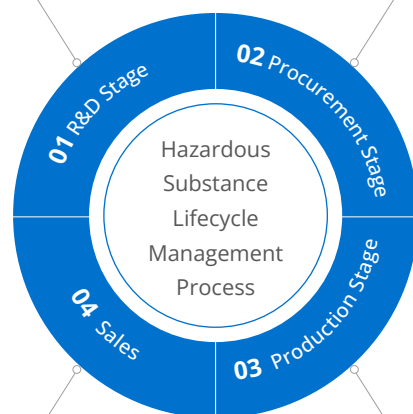 01 R&D Stage
02 Procurement Stage
Hazardous
Substance
Lifecycle
Management
Process
04 Sales
03 Production Stage